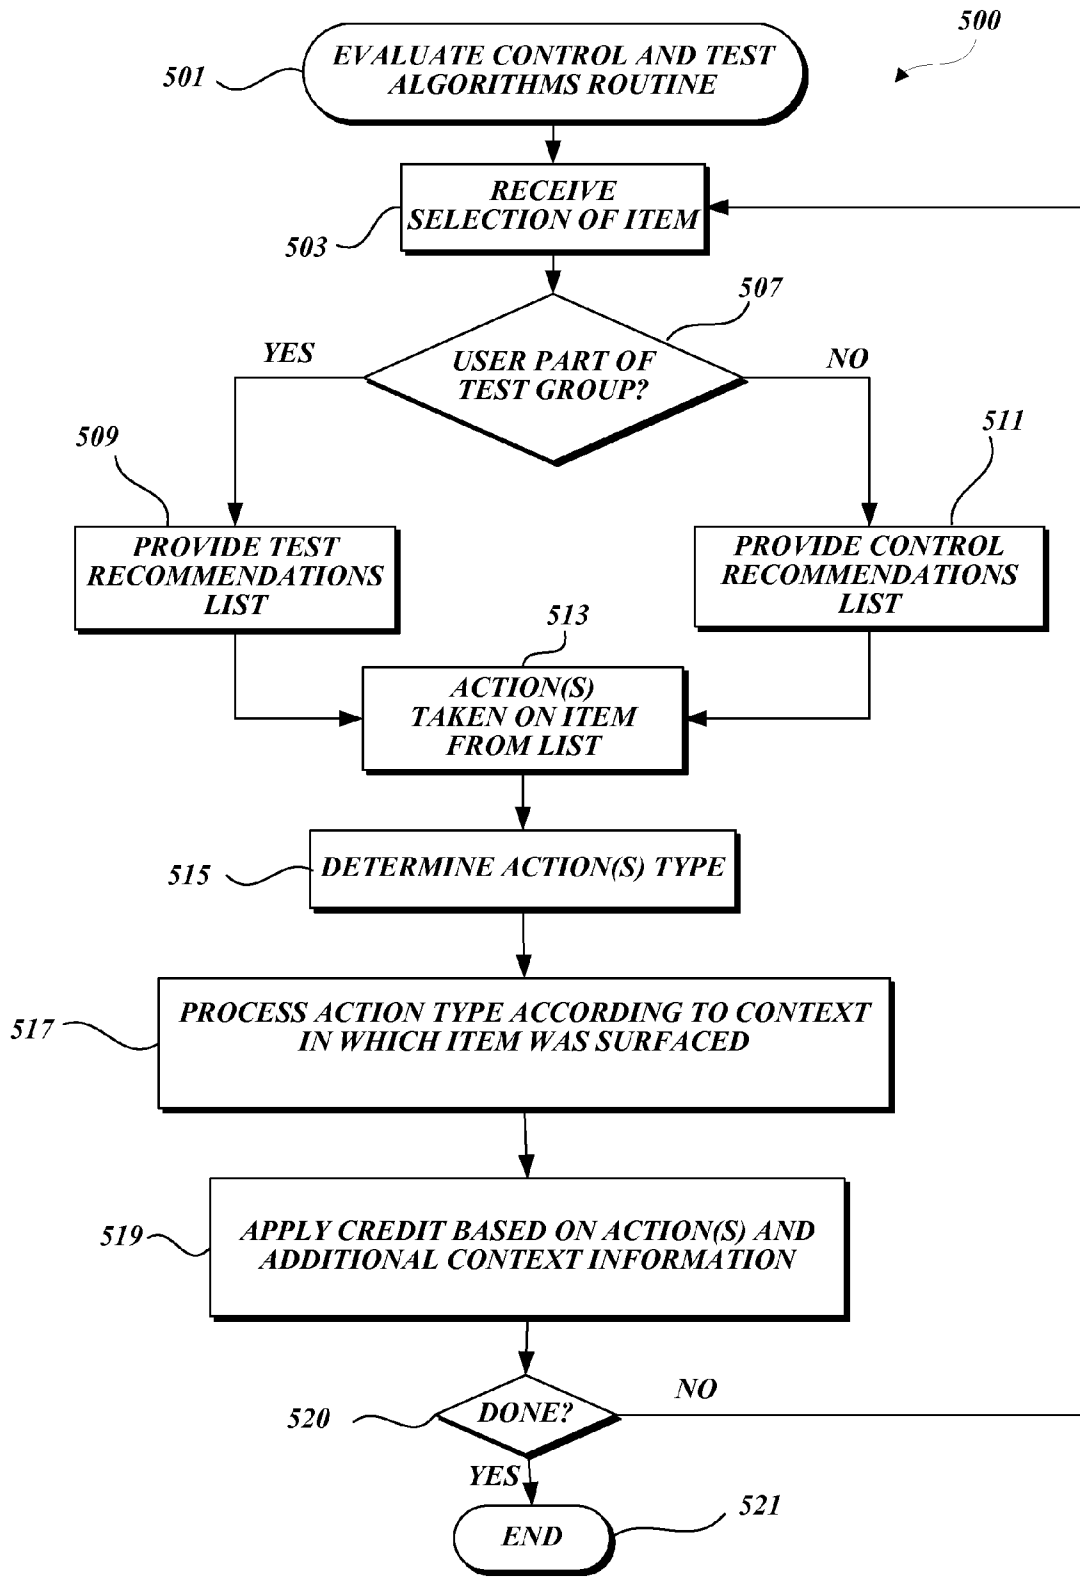 500
EVALUATE CONTROL AND TEST
ALGORITHMS ROUTINE
501
RECEIVE
SELECTION OF ITEM
503
507
USER PART OF
TEST GROUP?
YES
NO
509
511
PROVIDE TEST
RECOMMENDATIONS
LIST
PROVIDE CONTROL
RECOMMENDATIONS
LIST
513
ACTION(S)
TAKEN ON ITEM
FROM LIST
515
DETERMINE ACTION(S) TYPE
517
PROCESS ACTION TYPE ACCORDING TO CONTEXT
IN WHICH ITEM WAS SURFACED
519
APPLY CREDIT BASED ON ACTION(S) AND
ADDITIONAL CONTEXT INFORMATION
520
DONE?
NO
YES
END
521